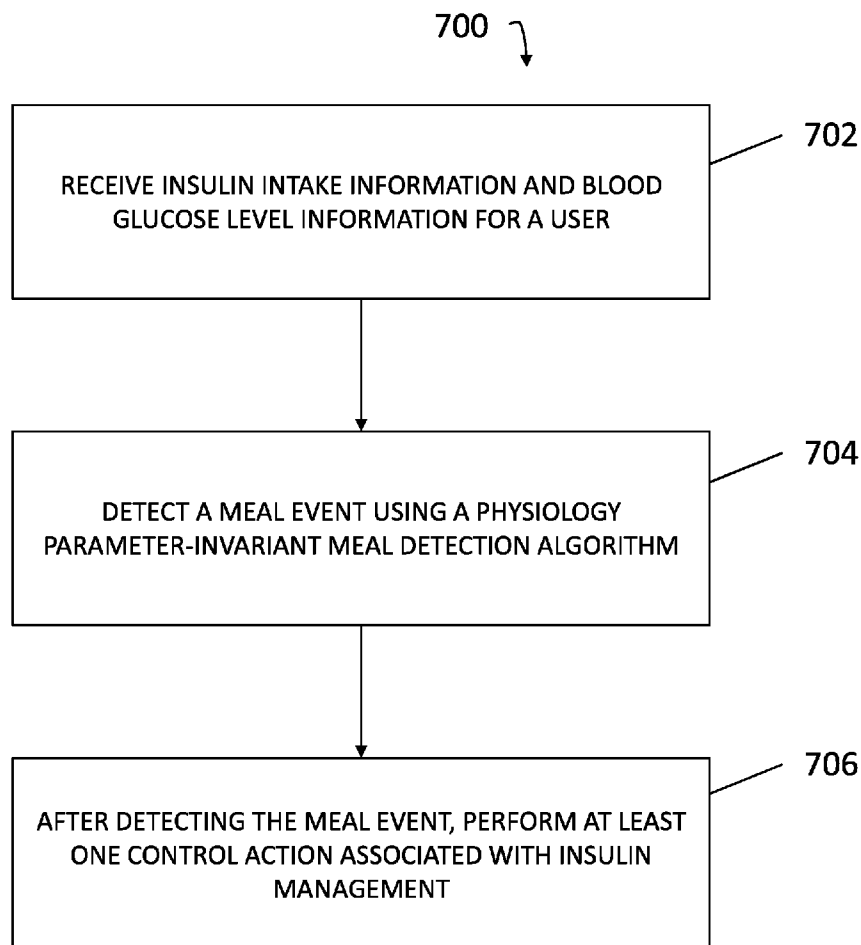 700
702
RECEIVE INSULIN INTAKE INFORMATION AND BLOOD
GLUCOSE LEVEL INFORMATION FOR A USER
704
DETECT A MEAL EVENT USING A PHYSIOLOGY
PARAMETER-INVARIANT MEAL DETECTION ALGORITHM
706
AFTER DETECTING THE MEAL EVENT, PERFORM AT LEAST
ONE CONTROL ACTION ASSOCIATED WITH INSULIN
MANAGEMENT